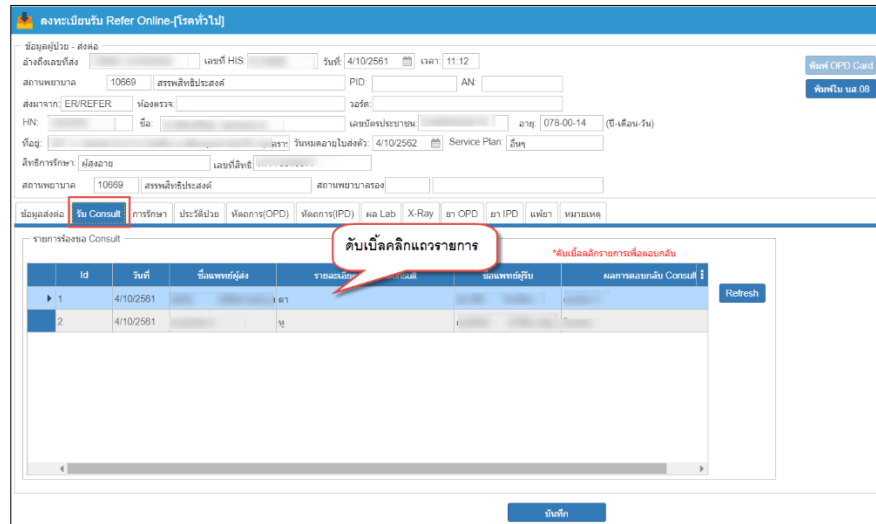 ลงทะเบียนรับ Refer Online-[โรคทั่วไป]
ข้อมูลผู้ป่วย - ส่งต่อ
อ้างถึงเลขที่ส่ง เลขที่ HIS: วันที่: 4/10/2561 เวลา: 11:12
พิมพ์ OPD Card
สถานพยาบาล 10669 สรรพสิทธิประสงค์ PID: AN:
พิมพ์ใบ บส.08
ส่งมาจาก: ER/REFER ห้องตรวจ: วอร์ด:
HN: ชื่อ: เลขบัตรประชาชน: อายุ: 078-00-14 (ปี-เดือน-วัน)
ที่อยู่: วันหมดอายุใบส่งตัว: 4/10/2562 Service Plan: อื่นๆ
สิทธิการรักษา: ผู้สูงอายุ เลขที่สิทธิ:
สถานพยาบาล 10669 สรรพสิทธิประสงค์ สถานพยาบาลรอง
ข้อมูลส่งต่อ รับ Consult การรักษา ประวัติป่วย หัตถการ(OPD) หัตถการ(IPD) ผล Lab X-Ray ยา OPD ยา IPD แพ้ยา หมายเหตุ
รายการร้องขอ Consult
ดับเบิ้ลคลิกแถวรายการ
*ดับเบิ้ลคลิกรายการเพื่อตอบกลับ
Id วันที่ ชื่อแพทย์ผู้ส่ง ชื่อแพทย์ผู้รับ ผลการตอบกลับ Consult
1 4/10/2561 ตา
Refresh
2 4/10/2561 หู
บันทึก